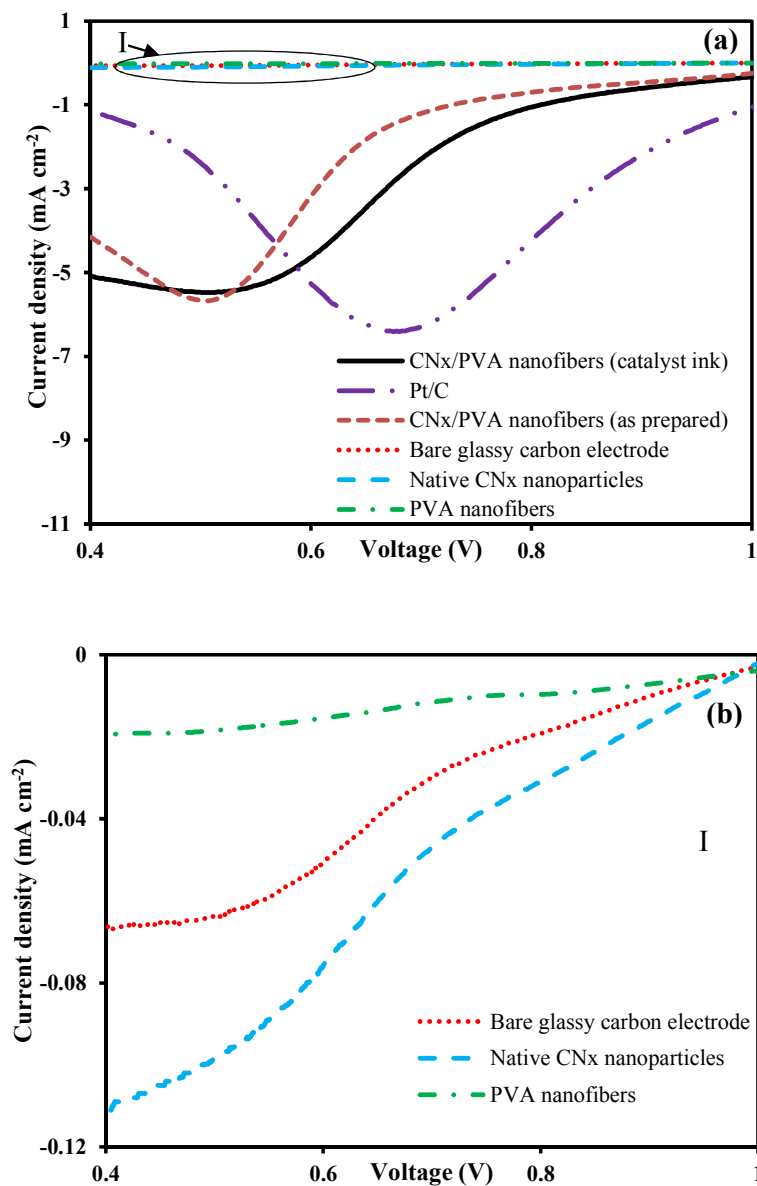 1
I
(a)
-1
-3
-5
-7
-9
-11
Current density (mA cm⁻²)
CNx/PVA nanofibers (catalyst ink)
Pt/C
CNx/PVA nanofibers (as prepared)
Bare glassy carbon electrode
Native CNx nanoparticles
PVA nanofibers
0.4 0.6 0.8 1
Voltage (V)
0
(b)
-0.04
I
-0.08
-0.12
Current density (mA cm⁻²)
Bare glassy carbon electrode
Native CNx nanoparticles
PVA nanofibers
0.4 0.6 0.8 1
Voltage (V)